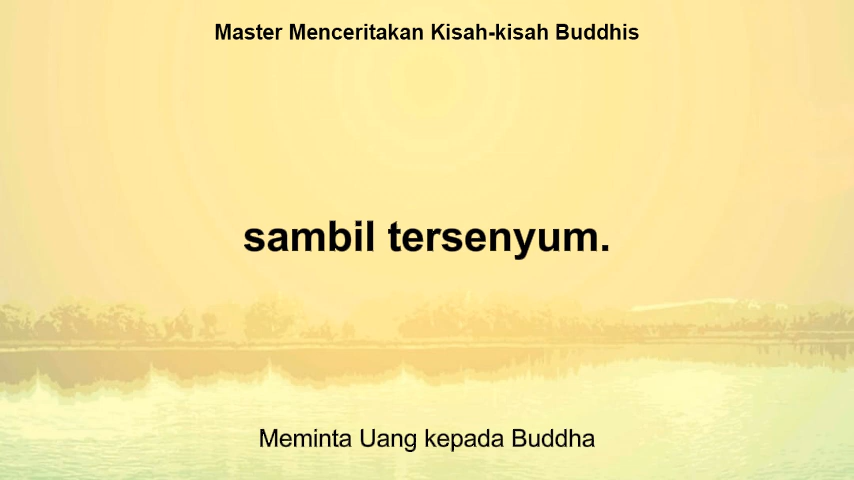 Master Menceritakan Kisah-kisah Buddhis
sambil tersenyum.
Meminta Uang kepada Buddha